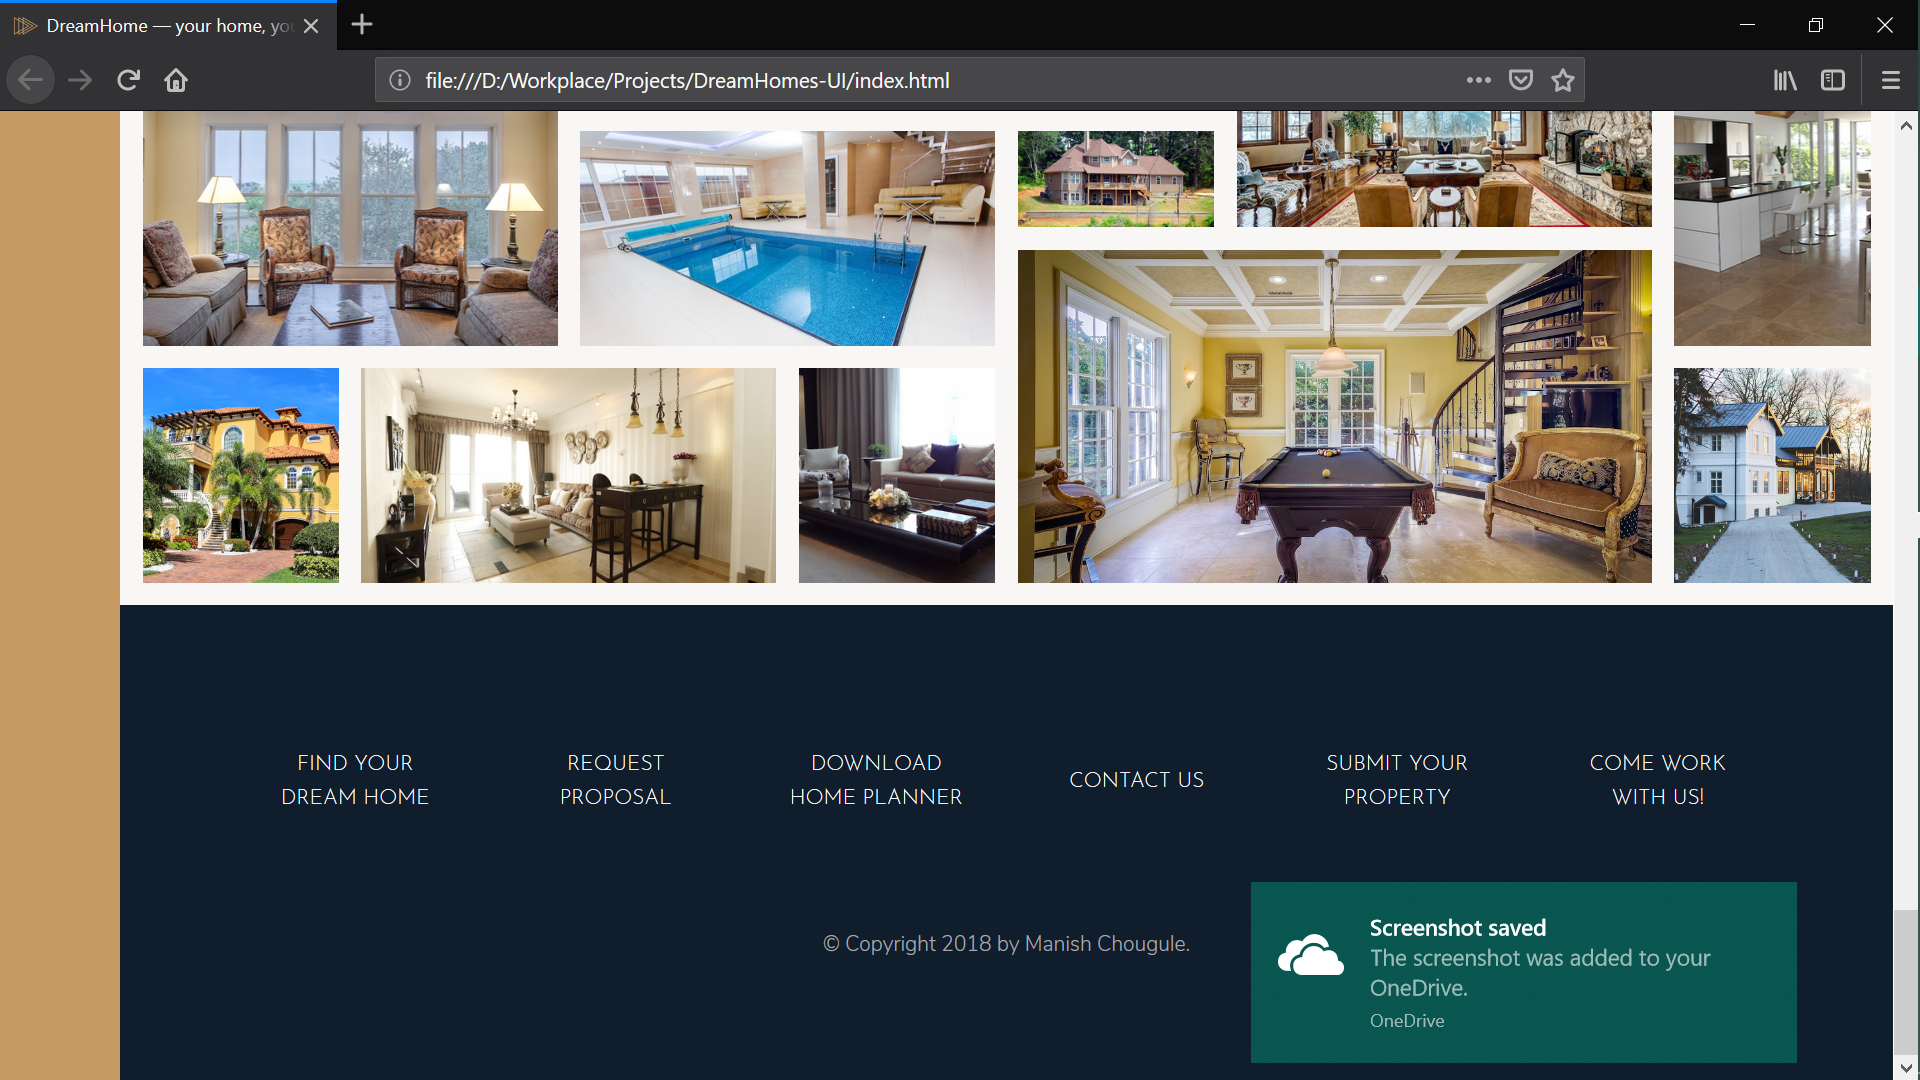 DreamHome — your home, yo
file:///D:/Workplace/Projects/DreamHomes-UI/index.html
FIND YOUR
DREAM HOME
REQUEST
PROPOSAL
DOWNLOAD
HOME PLANNER
CONTACT US
SUBMIT YOUR
PROPERTY
COME WORK
WITH US!
© Copyright 2018 by Manish Chougule.
Screenshot saved
The screenshot was added to your
OneDrive.
OneDrive